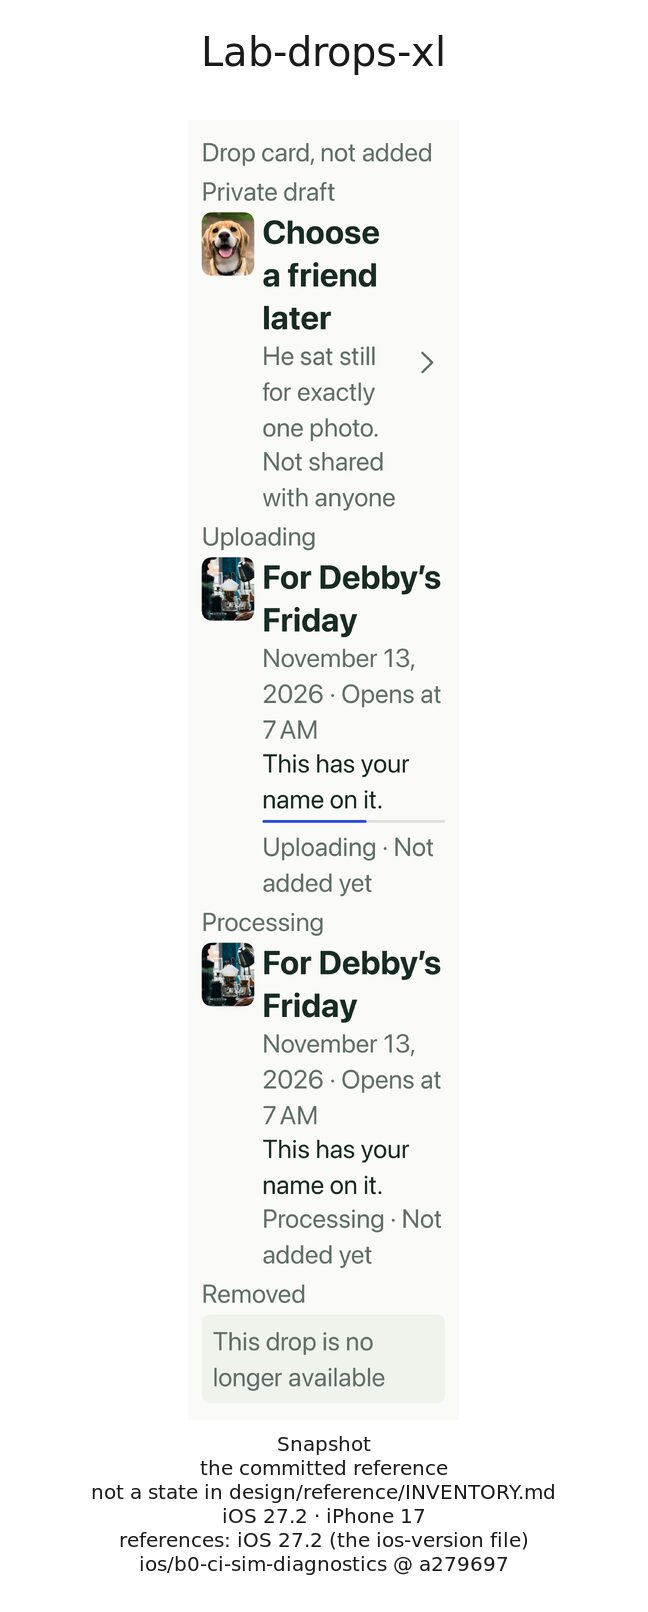 Lab-drops-xl
Drop card, not added
Private draft
Choose
a friend
later
He sat still
for exactly
one photo.
Not shared
with anyone
Uploading
For Debby’s
Friday
November 13,
2026 · Opens at
7 AM
This has your
name on it.
Uploading · Not
added yet
Processing
For Debby’s
Friday
November 13,
2026 · Opens at
7 AM
This has your
name on it.
Processing · Not
added yet
Removed
This drop is no
longer available
Snapshot
the committed reference
not a state in design/reference/INVENTORY.md
iOS 27.2 · iPhone 17
references: iOS 27.2 (the ios-version file)
ios/b0-ci-sim-diagnostics @ a279697